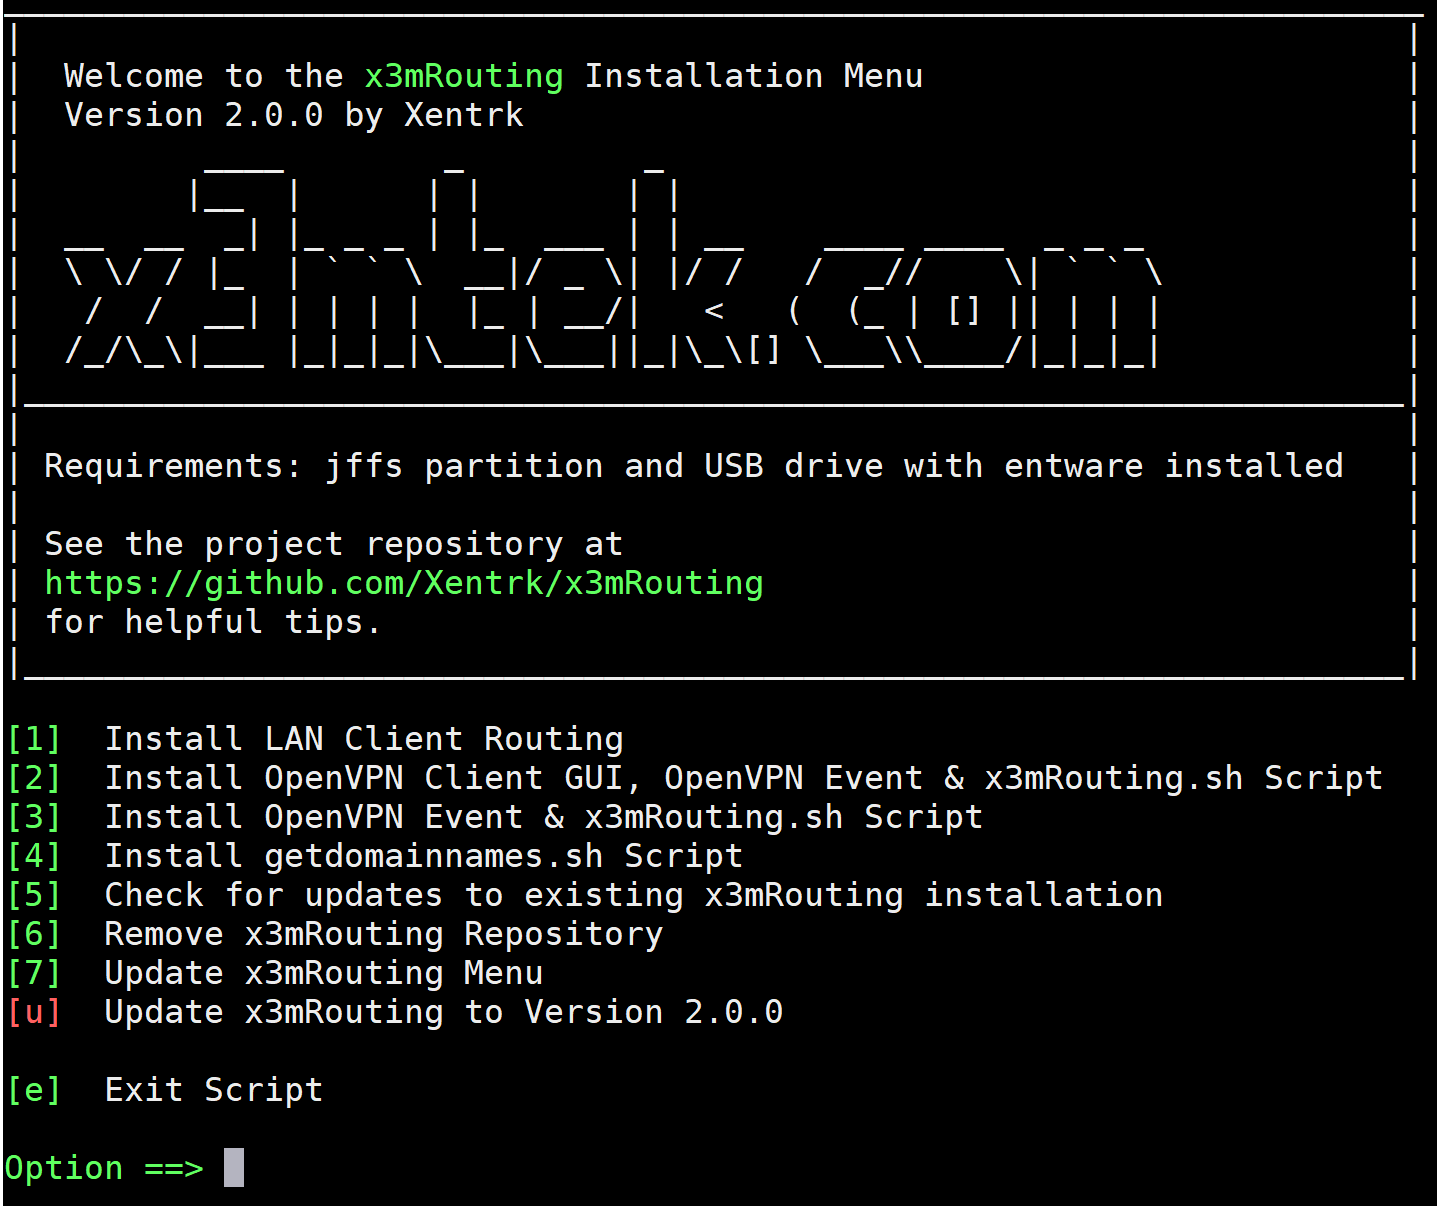 Welcome to the x3mRouting Installation Menu
Version 2.0.0 by Xentrk
x3mtek.com
Requirements: jffs partition and USB drive with entware installed
See the project repository at
https://github.com/Xentrk/x3mRouting
for helpful tips.
[1] Install LAN Client Routing
[2] Install OpenVPN Client GUI, OpenVPN Event & x3mRouting.sh Script
[3] Install OpenVPN Event & x3mRouting.sh Script
[4] Install getdomainnames.sh Script
[5] Check for updates to existing x3mRouting installation
[6] Remove x3mRouting Repository
[7] Update x3mRouting Menu
[u] Update x3mRouting to Version 2.0.0
[e] Exit Script
Option ==>